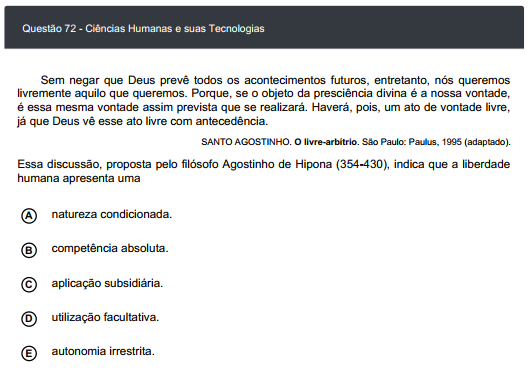 Questão 72 - Ciências Humanas e suas Tecnologias
Sem negar que Deus prevê todos os acontecimentos futuros, entretanto, nós queremos
livremente aquilo que queremos. Porque, se o objeto da presciência divina é a nossa vontade,
é essa mesma vontade assim prevista que se realizará. Haverá, pois, um ato de vontade livre,
já que Deus vê esse ato livre com antecedência.
SANTO AGOSTINHO. O livre-arbítrio. São Paulo: Paulus, 1995 (adaptado).
Essa discussão, proposta pelo filósofo Agostinho de Hipona (354-430), indica que a liberdade
humana apresenta uma
A natureza condicionada.
B competência absoluta.
C aplicação subsidiária.
D utilização facultativa.
E autonomia irrestrita.